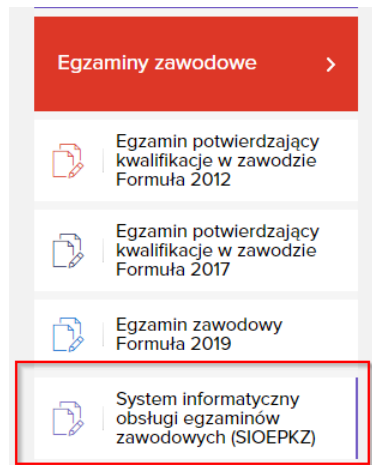 Egzaminy zawodowe
Egzamin potwierdzający
kwalifikacje w zawodzie
Formuła 2012
Egzamin potwierdzający
kwalifikacje w zawodzie
Formuła 2017
Egzamin zawodowy
Formuła 2019
System informatyczny
obsługi egzaminów
zawodowych (SIOEPKZ)